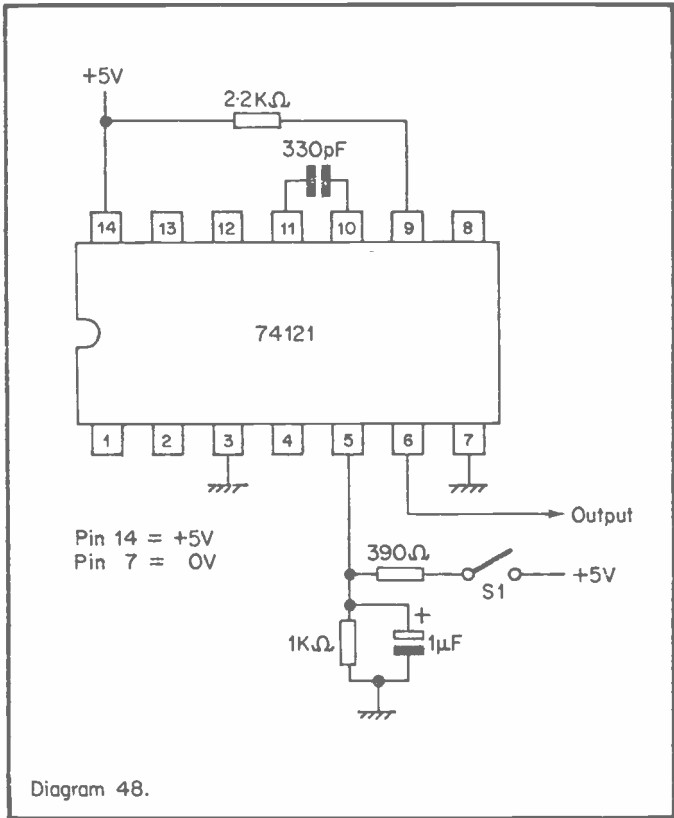 +5V
2·2KΩ
330pF
14 13 12 11 10 9 8
74121
1 2 3 4 5 6 7
Output
Pin 14 = +5V
Pin 7 = 0V
390Ω
S1
+5V
1KΩ
+
1µF
Diagram 48.